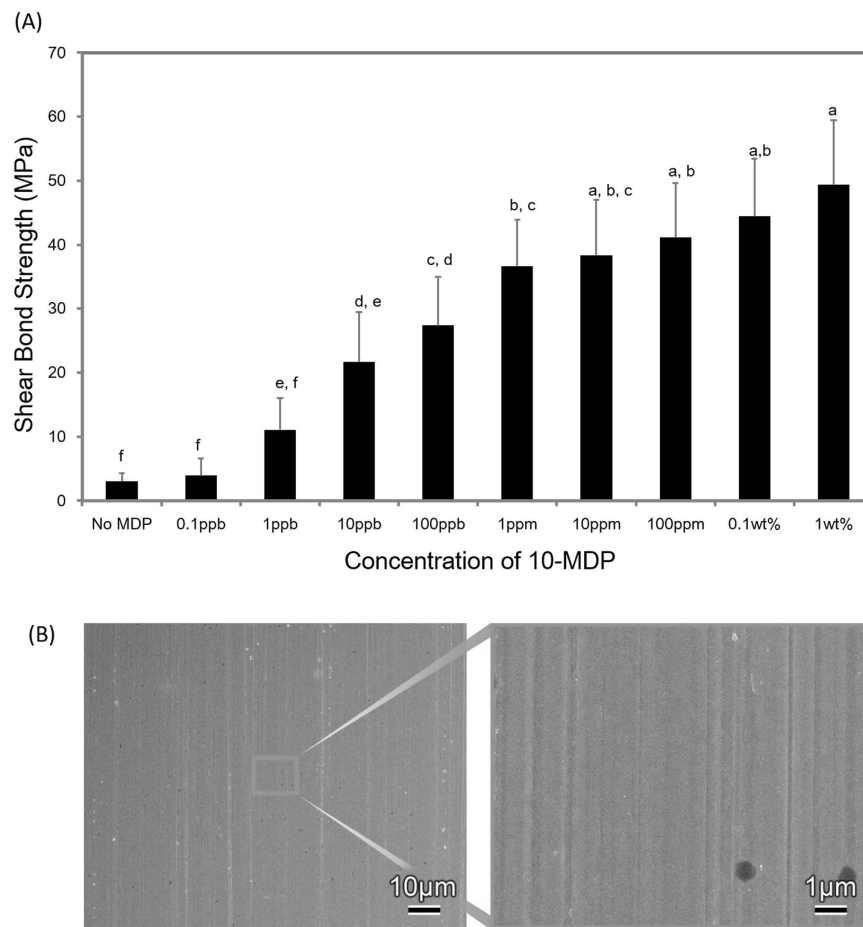 (A)
70
60
50
40
30
20
10
0
Shear Bond Strength (MPa)
f
f
e, f
d, e
c, d
b, c
a, b, c
a, b
a,b
a
No MDP 0.1ppb 1ppb 10ppb 100ppb 1ppm 10ppm 100ppm 0.1wt% 1wt%
Concentration of 10-MDP
(B)
10µm
1µm